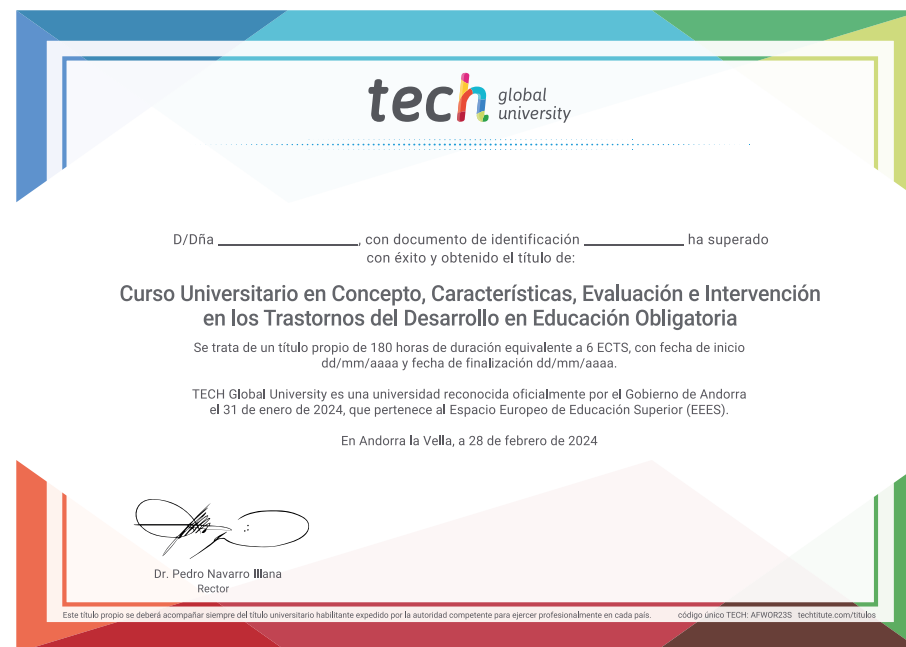 tech global university
D/Dña ____________________, con documento de identificación ______________ ha superado
con éxito y obtenido el título de:
Curso Universitario en Concepto, Características, Evaluación e Intervención
en los Trastornos del Desarrollo en Educación Obligatoria
Se trata de un título propio de 180 horas de duración equivalente a 6 ECTS, con fecha de inicio
dd/mm/aaaa y fecha de finalización dd/mm/aaaa.
TECH Global University es una universidad reconocida oficialmente por el Gobierno de Andorra
el 31 de enero de 2024, que pertenece al Espacio Europeo de Educación Superior (EEES).
En Andorra la Vella, a 28 de febrero de 2024
Dr. Pedro Navarro Illana
Rector
Este título propio se deberá acompañar siempre del título universitario habilitante expedido por la autoridad competente para ejercer profesionalmente en cada país. código único TECH: AFWOR23S techtitute.com/titulos